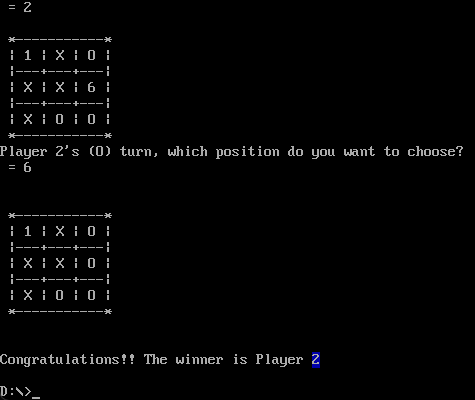 = 2
*-----------*
| 1 | X | O |
|---+---+---|
| X | X | 6 |
|---+---+---|
| X | O | O |
*-----------*
Player 2's (O) turn, which position do you want to choose?
= 6
*-----------*
| 1 | X | O |
|---+---+---|
| X | X | O |
|---+---+---|
| X | O | O |
*-----------*
Congratulations!! The winner is Player 2
D:\>_